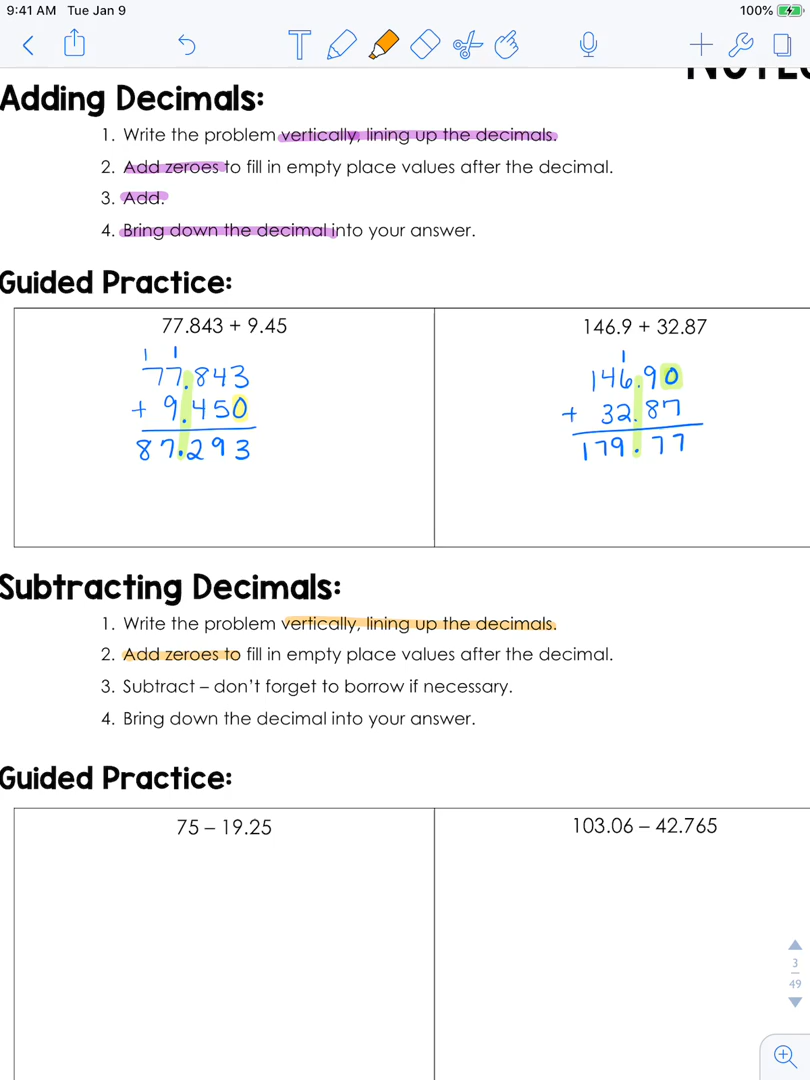 9:41 AM Tue Jan 9
100%
T
NOTES
Adding Decimals:
1. Write the problem vertically, lining up the decimals.
2. Add zeroes to fill in empty place values after the decimal.
3. Add.
4. Bring down the decimal into your answer.
Guided Practice:
77.843 + 9.45
1 1
77.843
+ 9.450
87.293
146.9 + 32.87
1
146.90
+ 32.87
179.77
Subtracting Decimals:
1. Write the problem vertically, lining up the decimals.
2. Add zeroes to fill in empty place values after the decimal.
3. Subtract – don't forget to borrow if necessary.
4. Bring down the decimal into your answer.
Guided Practice:
75 – 19.25
103.06 – 42.765
3
49